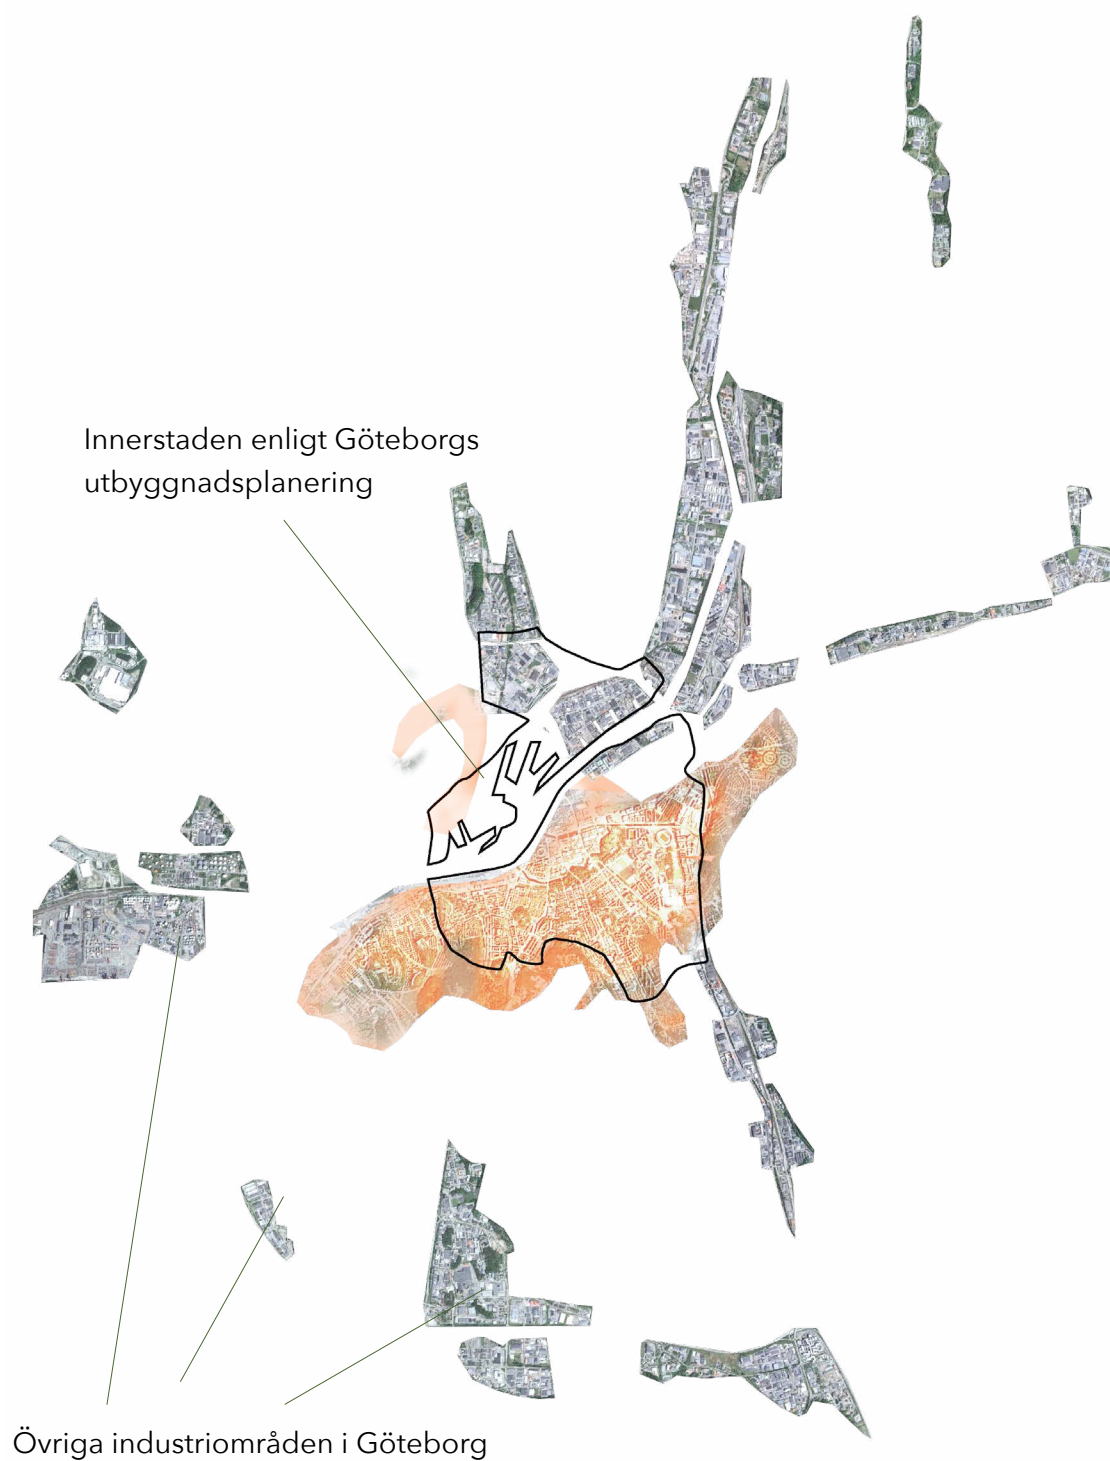 Innerstaden enligt Göteborgs
utbyggnadsplanering
Övriga industriområden i Göteborg